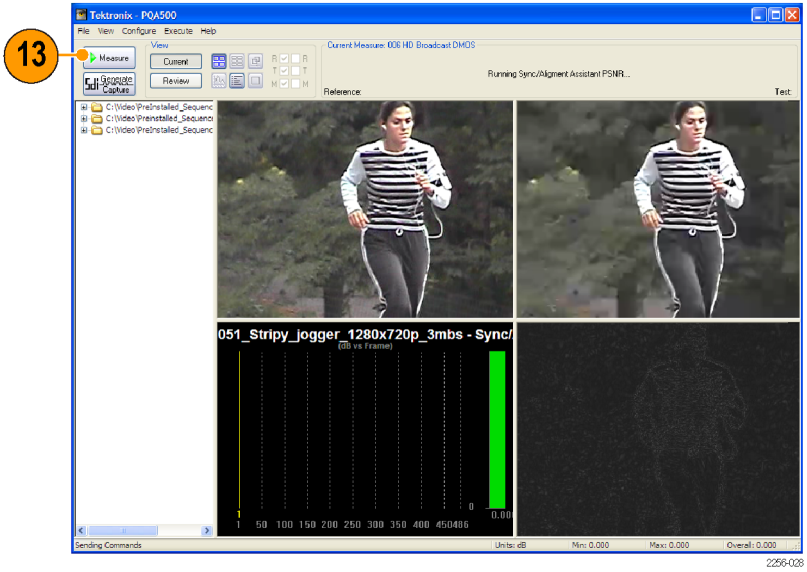 Tektronix - PQA500
File View Configure Execute Help
13
Measure
Sdi Generate Capture
View
Current
Review
R R
T T
M M
Current Measure: 006 HD Broadcast DMOS
Running Sync/Aligment Assistant PSNR...
Reference:
Test:
C:\Video\PreInstalled_Sequenc
C:\Video\Preinstalled_Sequenc
C:\Video\PreInstalled_Sequenc
051_Stripy_jogger_1280x720p_3mbs - Sync/
(dB vs Frame)
1
0
0.00
1 50 100 150 200 250 300 350 400 450486
Sending Commands
Units: dB
Min: 0.000
Max: 0.000
Overall: 0.000
2256-028